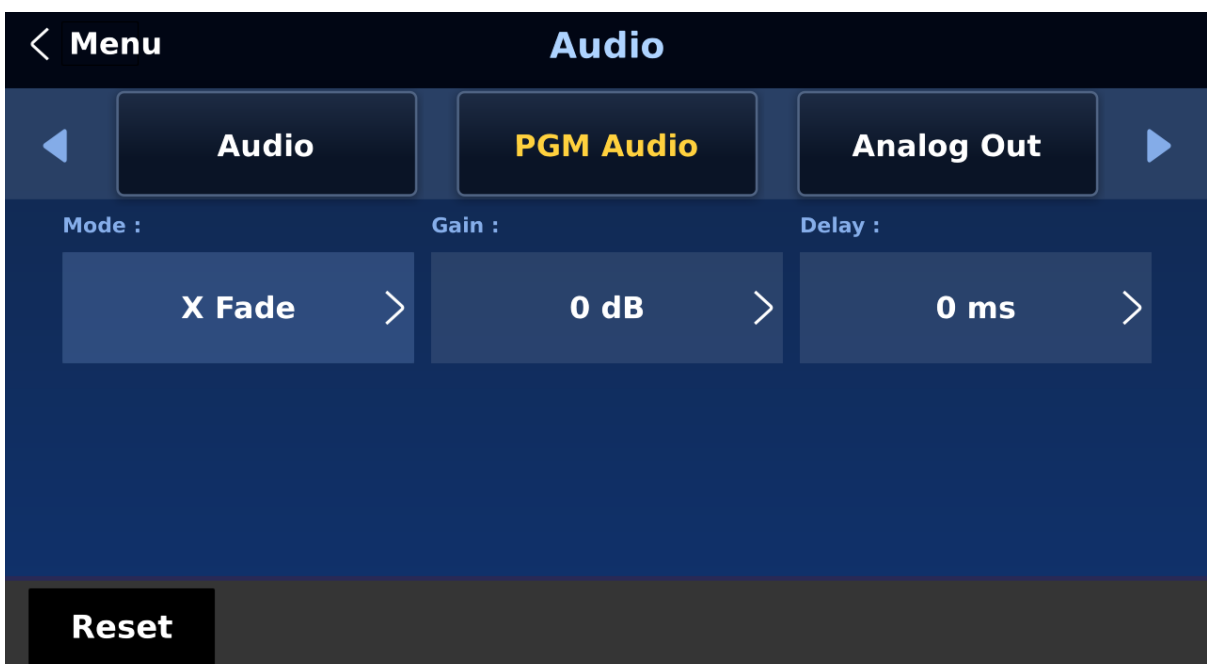 Menu
Audio
Audio
PGM Audio
Analog Out
Mode :
Gain :
Delay :
X Fade
0 dB
0 ms
Reset